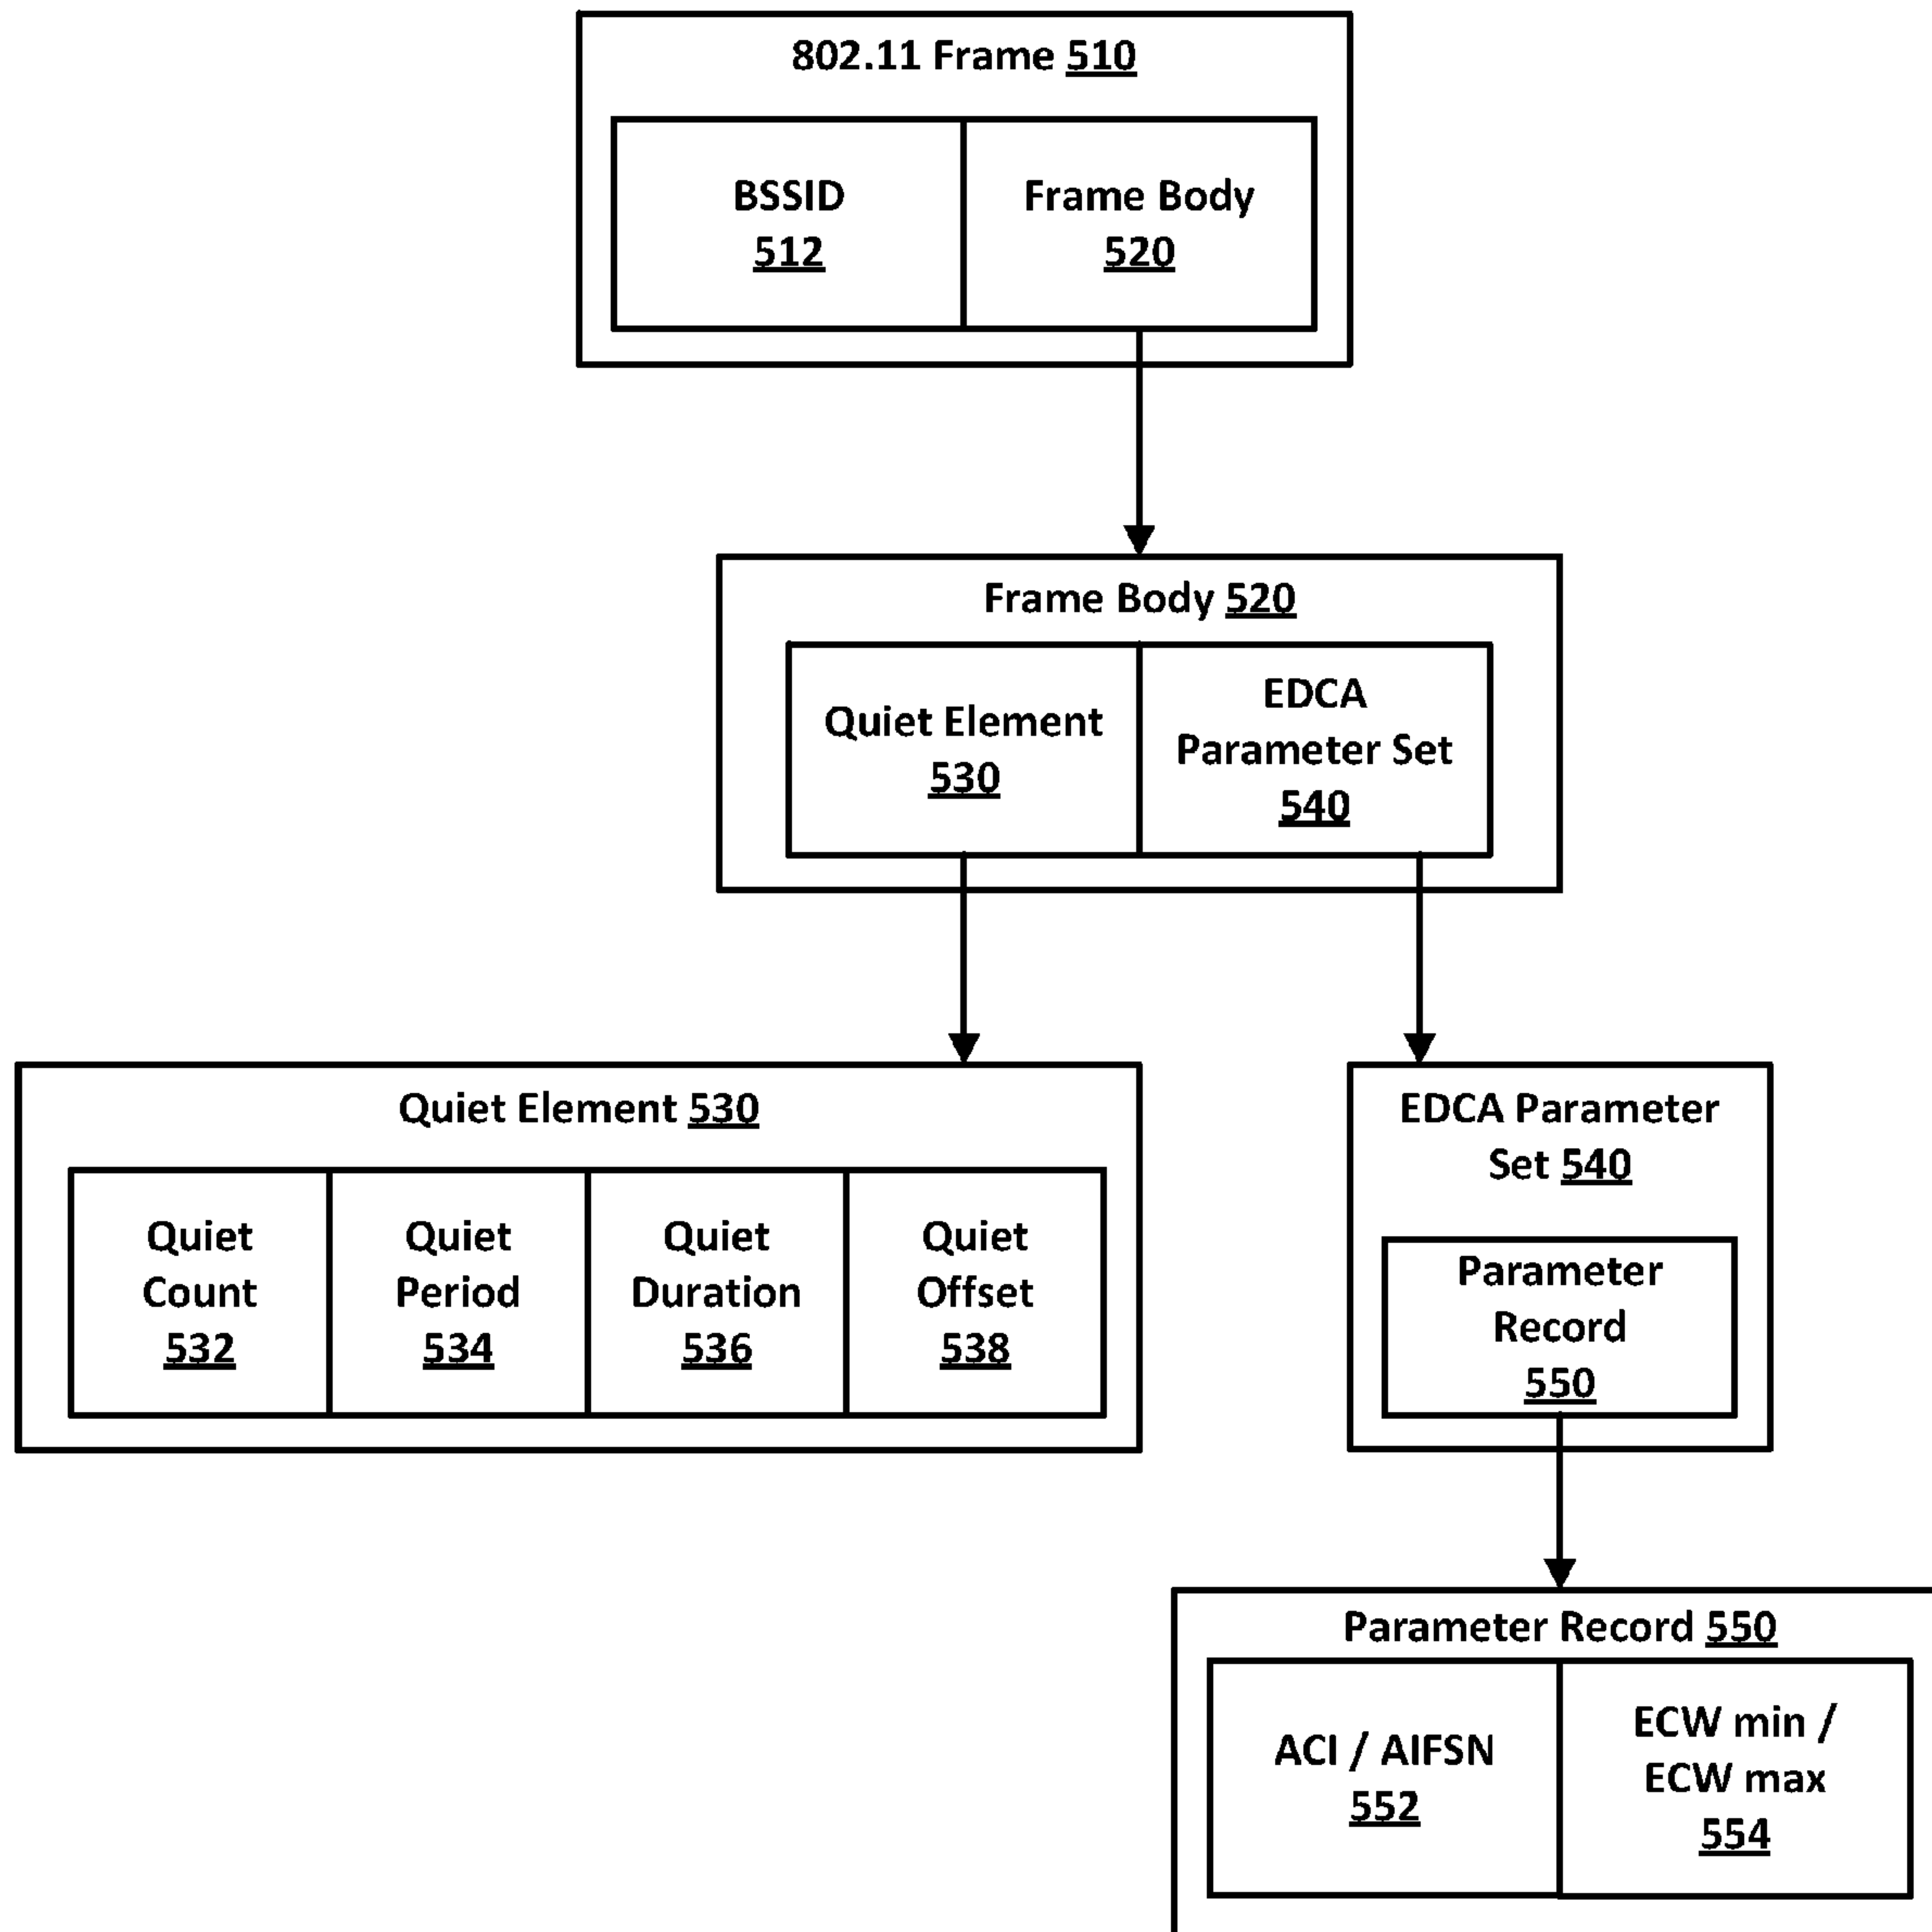 802.11 Frame 510
BSSID
512
Frame Body
520
Frame Body 520
Quiet Element
530
EDCA
Parameter Set
540
Quiet Element 530
Quiet
Count
532
Quiet
Period
534
Quiet
Duration
536
Quiet
Offset
538
EDCA Parameter
Set 540
Parameter
Record
550
Parameter Record 550
ACI / AIFSN
552
ECW min /
ECW max
554